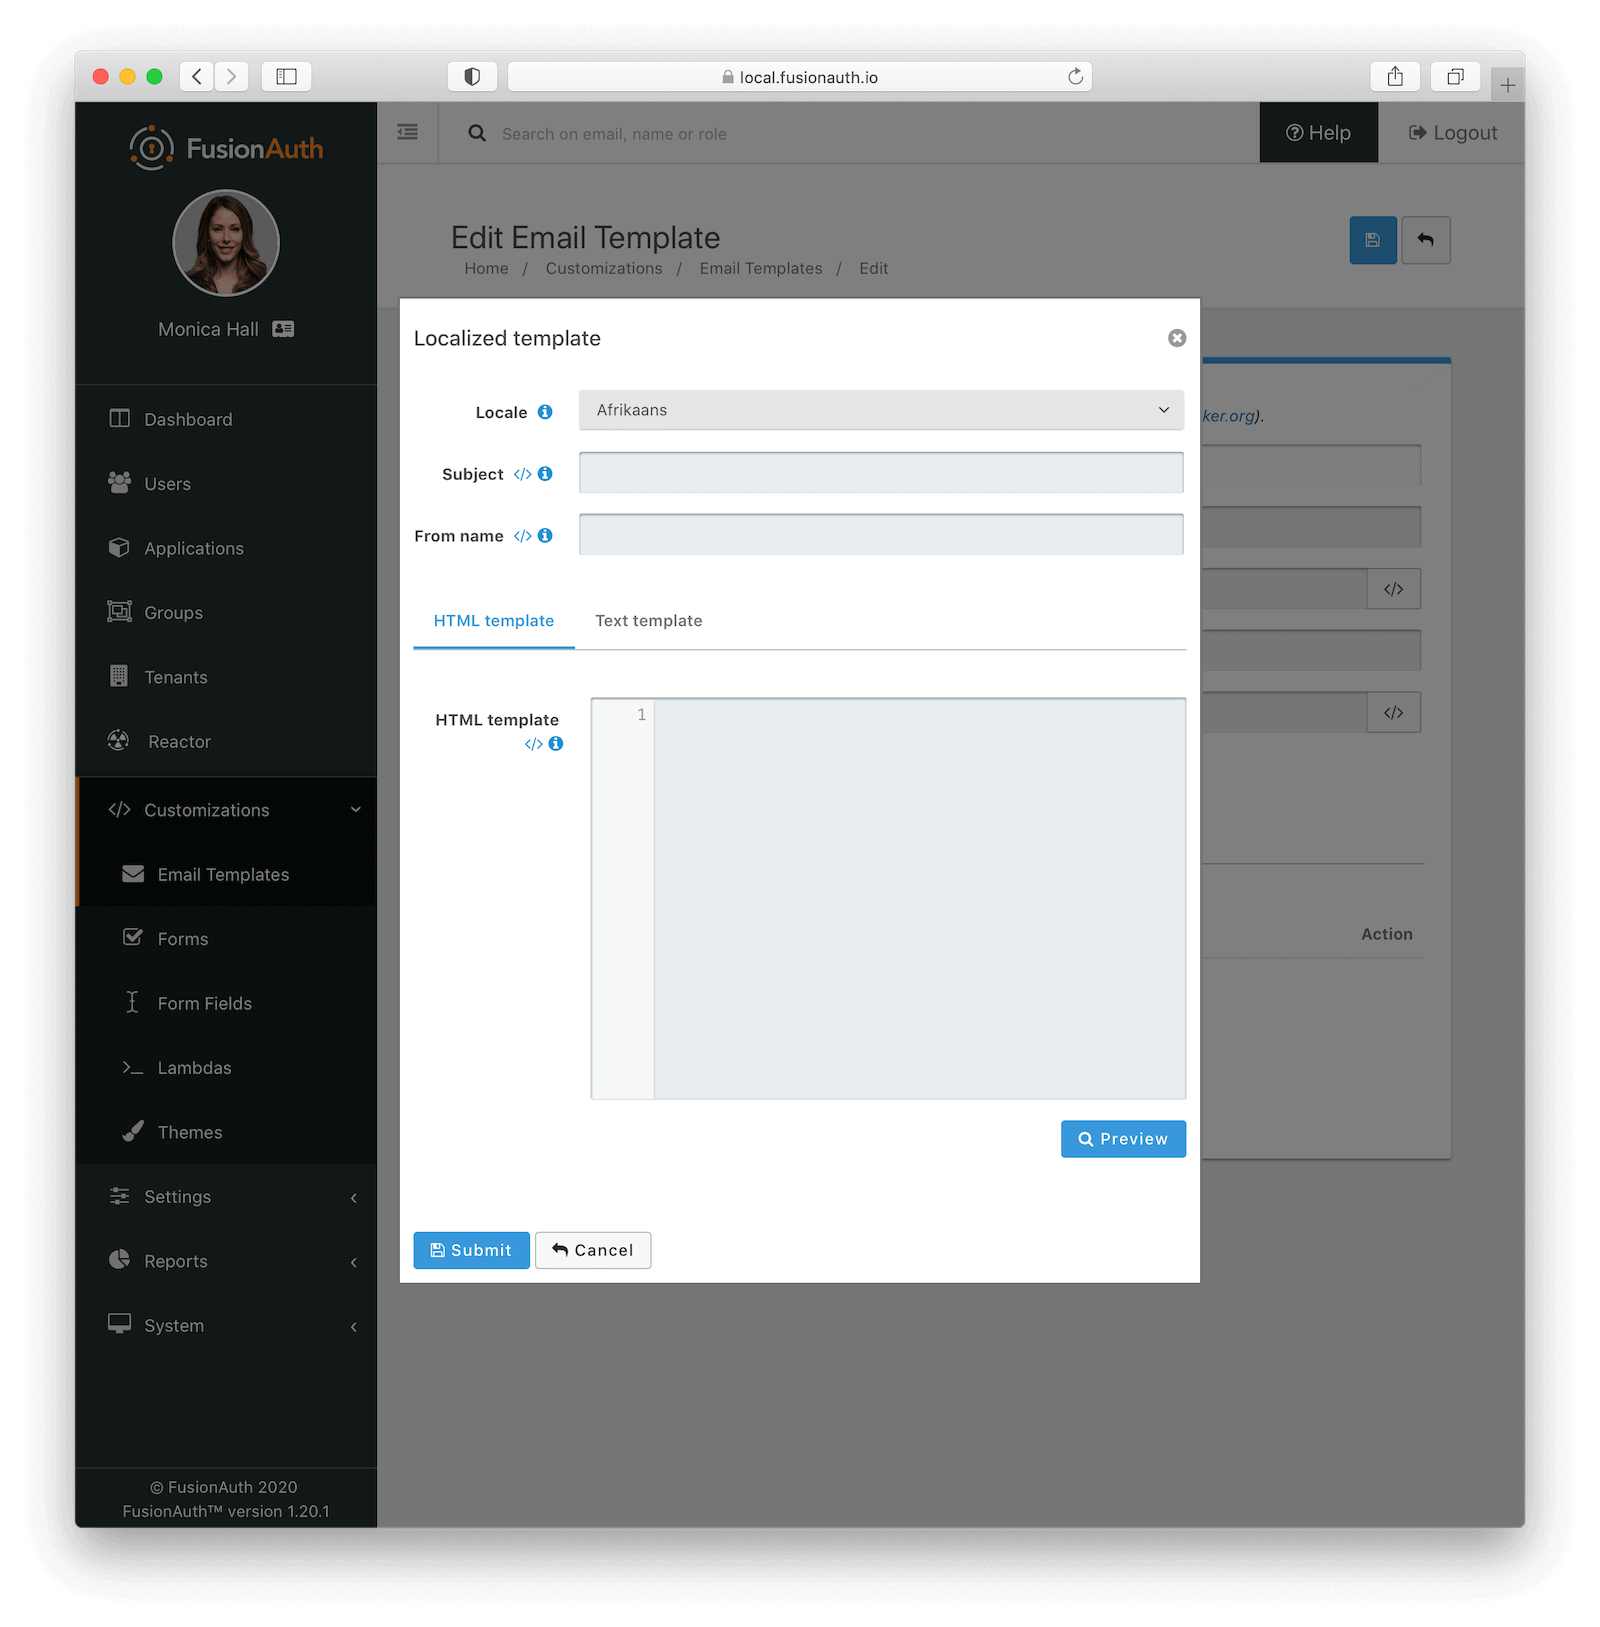 local.fusionauth.io
FusionAuth
Search on email, name or role
Help
Logout
Monica Hall
Edit Email Template
Home / Customizations / Email Templates / Edit
Dashboard
Users
Applications
Groups
Tenants
Reactor
Customizations
Email Templates
Forms
Form Fields
Lambdas
Themes
Settings
Reports
System
© FusionAuth 2020
FusionAuth™ version 1.20.1
Localized template
Locale
Afrikaans
Subject </>
From name </>
HTML template
Text template
HTML template
</>
1
Preview
Submit
Cancel
ker.org).
</>
</>
Action